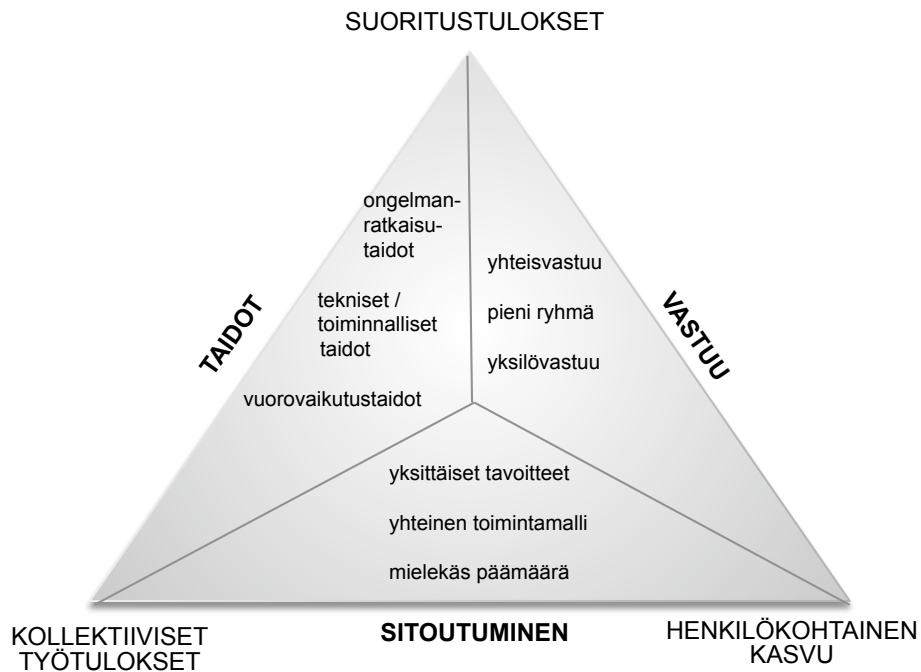 SUORITUSTULOKSET
ongelman-
ratkaisu-
taidot
tekniset /
toiminnalliset
taidot
vuorovaikutustaidot
TAIDOT
yhteisvastuu
pieni ryhmä
yksilövastuu
VASTUU
yksittäiset tavoitteet
yhteinen toimintamalli
mielekäs päämäärä
KOLLEKTIIVISET
TYÖTULOKSET
SITOUTUMINEN
HENKILÖKOHTAINEN
KASVU